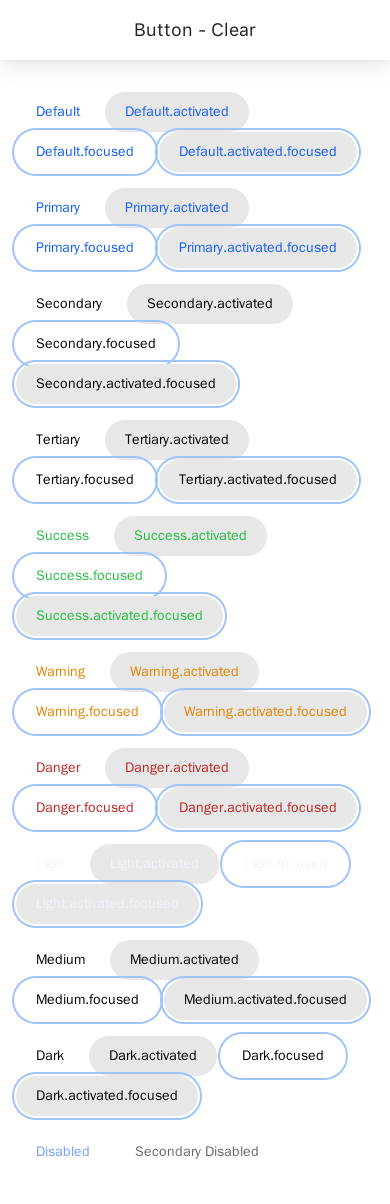 Button - Clear
Default Default.activated
Default.focused Default.activated.focused
Primary Primary.activated
Primary.focused Primary.activated.focused
Secondary Secondary.activated
Secondary.focused
Secondary.activated.focused
Tertiary Tertiary.activated
Tertiary.focused Tertiary.activated.focused
Success Success.activated
Success.focused
Success.activated.focused
Warning Warning.activated
Warning.focused Warning.activated.focused
Danger Danger.activated
Danger.focused Danger.activated.focused
Light Light.activated Light.focused
Light.activated.focused
Medium Medium.activated
Medium.focused Medium.activated.focused
Dark Dark.activated Dark.focused
Dark.activated.focused
Disabled Secondary Disabled